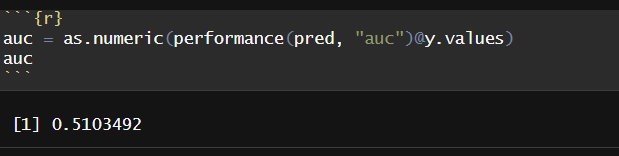 ```{r}
auc = as.numeric(performance(pred, "auc")@y.values)
auc
```
[1] 0.5103492